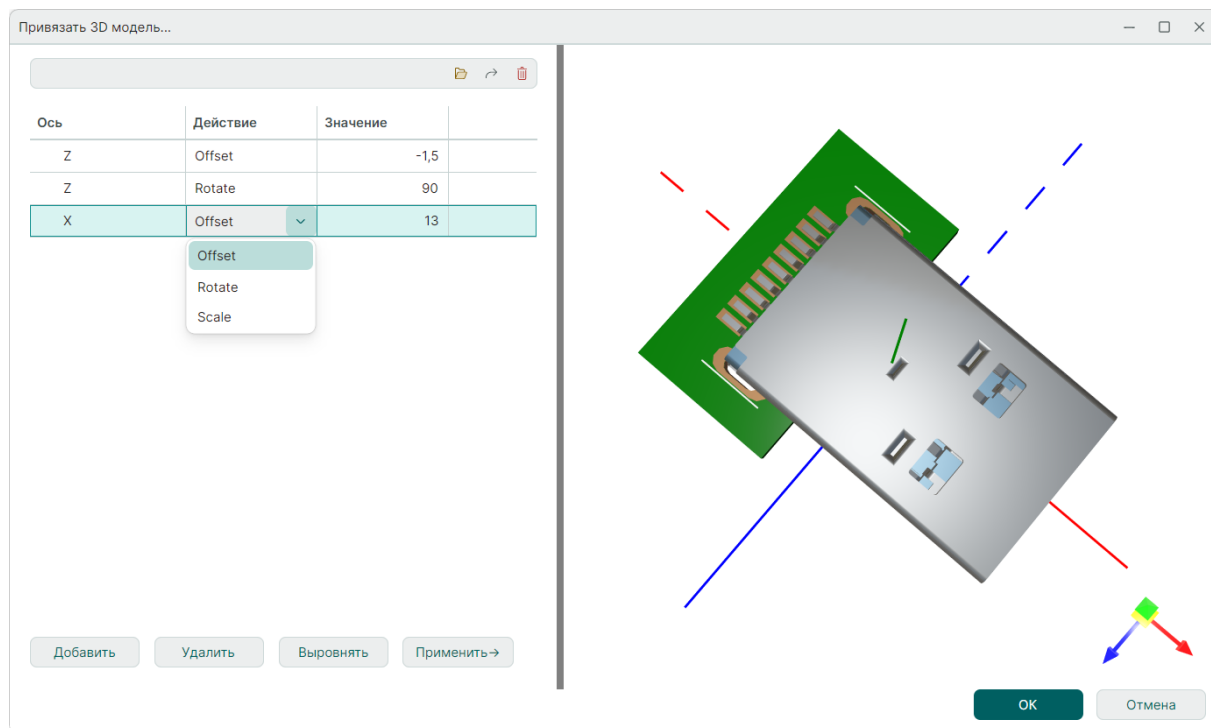 Привязать 3D модель...
Ось Действие Значение
Z Offset -1,5
Z Rotate 90
X Offset 13
Offset
Rotate
Scale
Добавить Удалить Выровнять Применить→
ОК Отмена